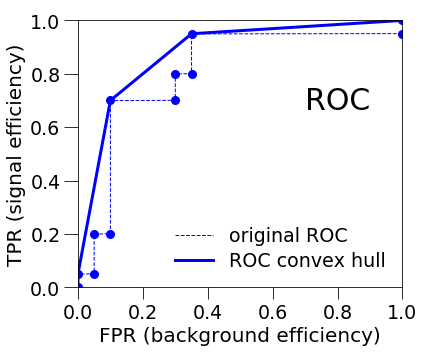 1.0
0.8
0.6
0.4
0.2
0.0
TPR (signal efficiency)
ROC
original ROC
ROC convex hull
0.0 0.2 0.4 0.6 0.8 1.0
FPR (background efficiency)